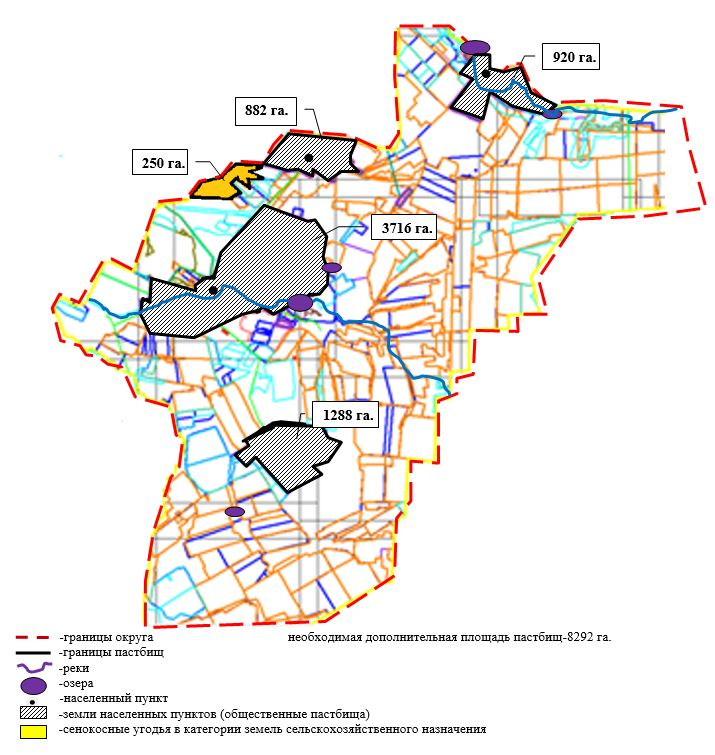 920 га.
882 га.
250 га.
3716 га.
1288 га.
-границы округа
необходимая дополнительная площадь пастбищ-8292 га.
-границы пастбищ
-реки
-озера
-населенный пункт
-земли населенных пунктов (общественные пастбища)
-сенокосные угодья в категории земель сельскохозяйственного назначения